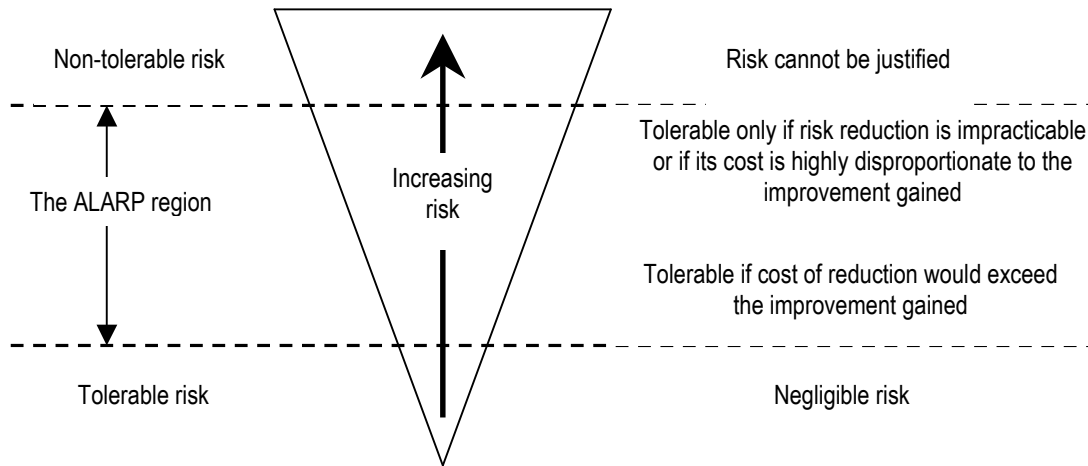 Non-tolerable risk
Risk cannot be justified
The ALARP region
Increasing
risk
Tolerable only if risk reduction is impracticable
or if its cost is highly disproportionate to the
improvement gained
Tolerable if cost of reduction would exceed
the improvement gained
Tolerable risk
Negligible risk